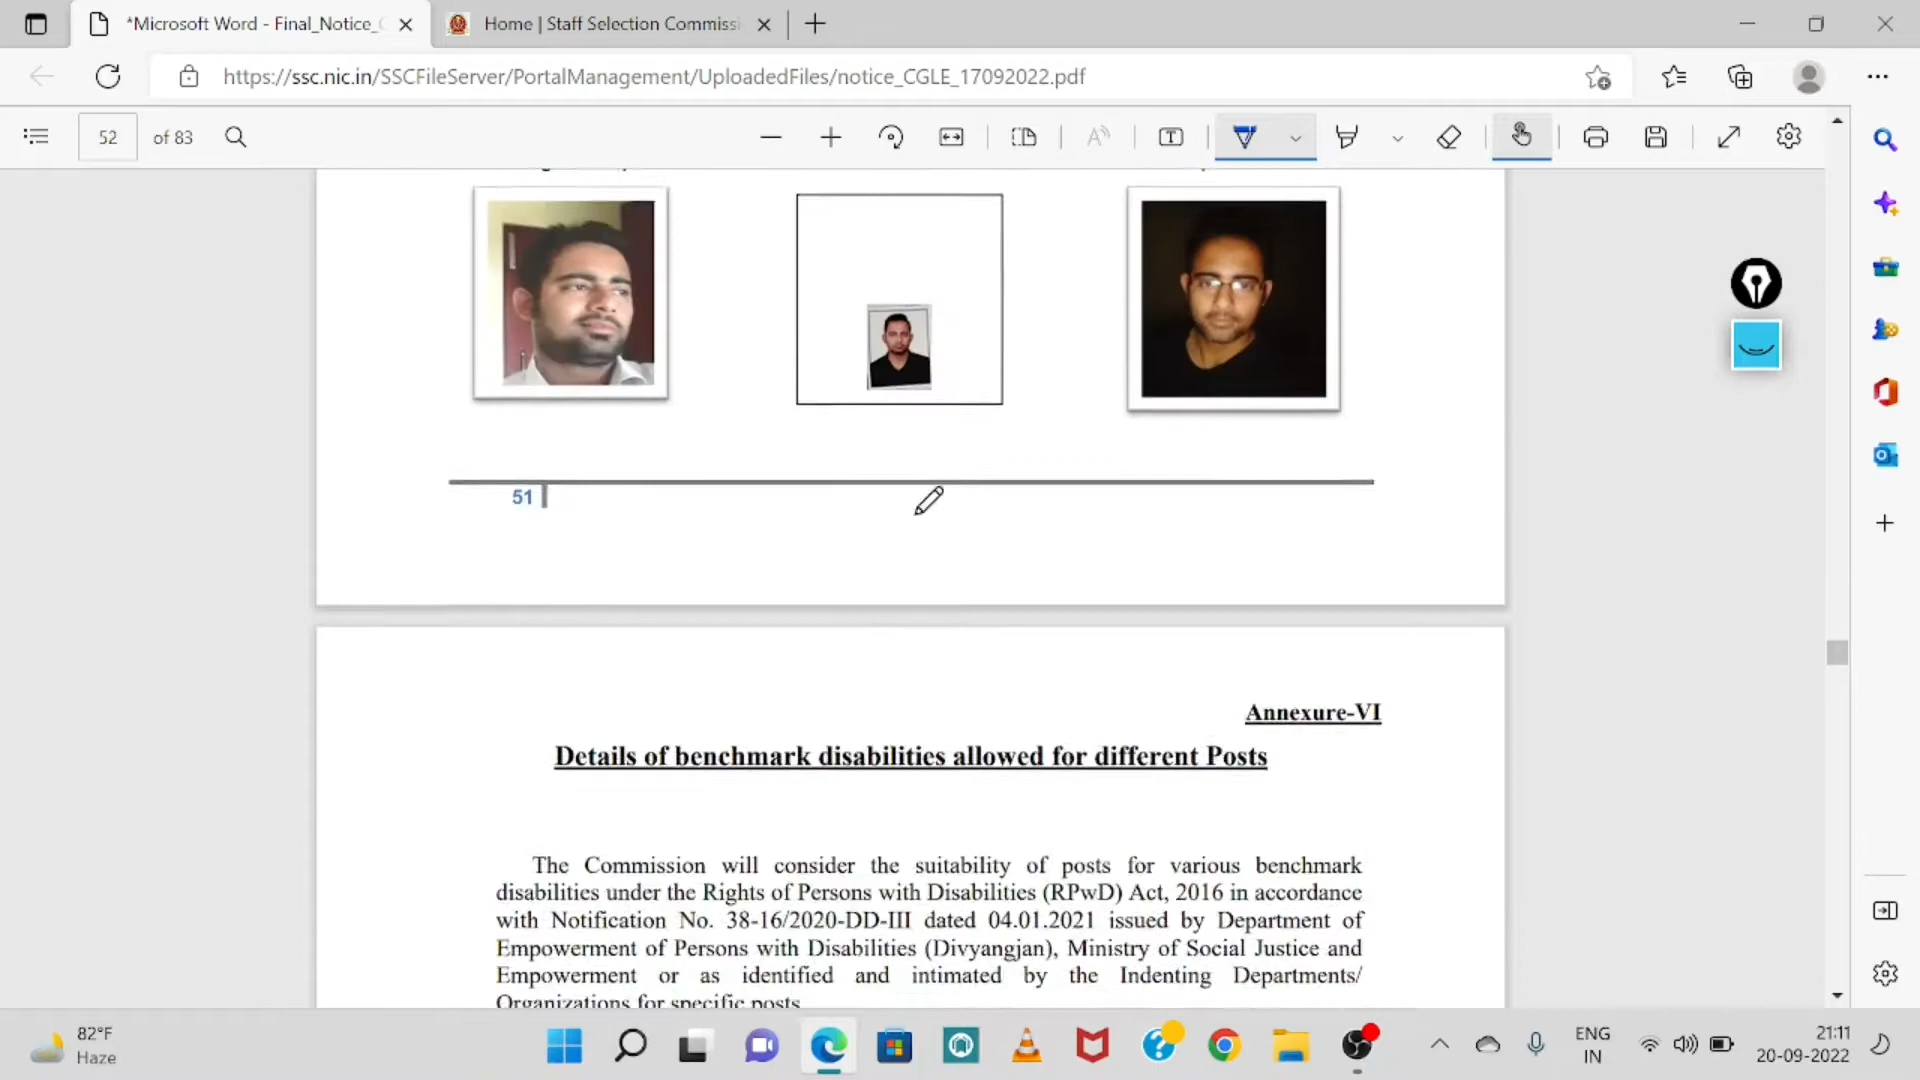 *Microsoft Word - Final_Notice_C
Home | Staff Selection Commissi
https://ssc.nic.in/SSCFileServer/PortalManagement/UploadedFiles/notice_CGLE_17092022.pdf
52 of 83
51
Annexure-VI
Details of benchmark disabilities allowed for different Posts
The Commission will consider the suitability of posts for various benchmark
disabilities under the Rights of Persons with Disabilities (RPwD) Act, 2016 in accordance
with Notification No. 38-16/2020-DD-III dated 04.01.2021 issued by Department of
Empowerment of Persons with Disabilities (Divyangjan), Ministry of Social Justice and
Empowerment or as identified and intimated by the Indenting Departments/
Organizations for specific posts.
82°F
Haze
ENG
IN
21:11
20-09-2022